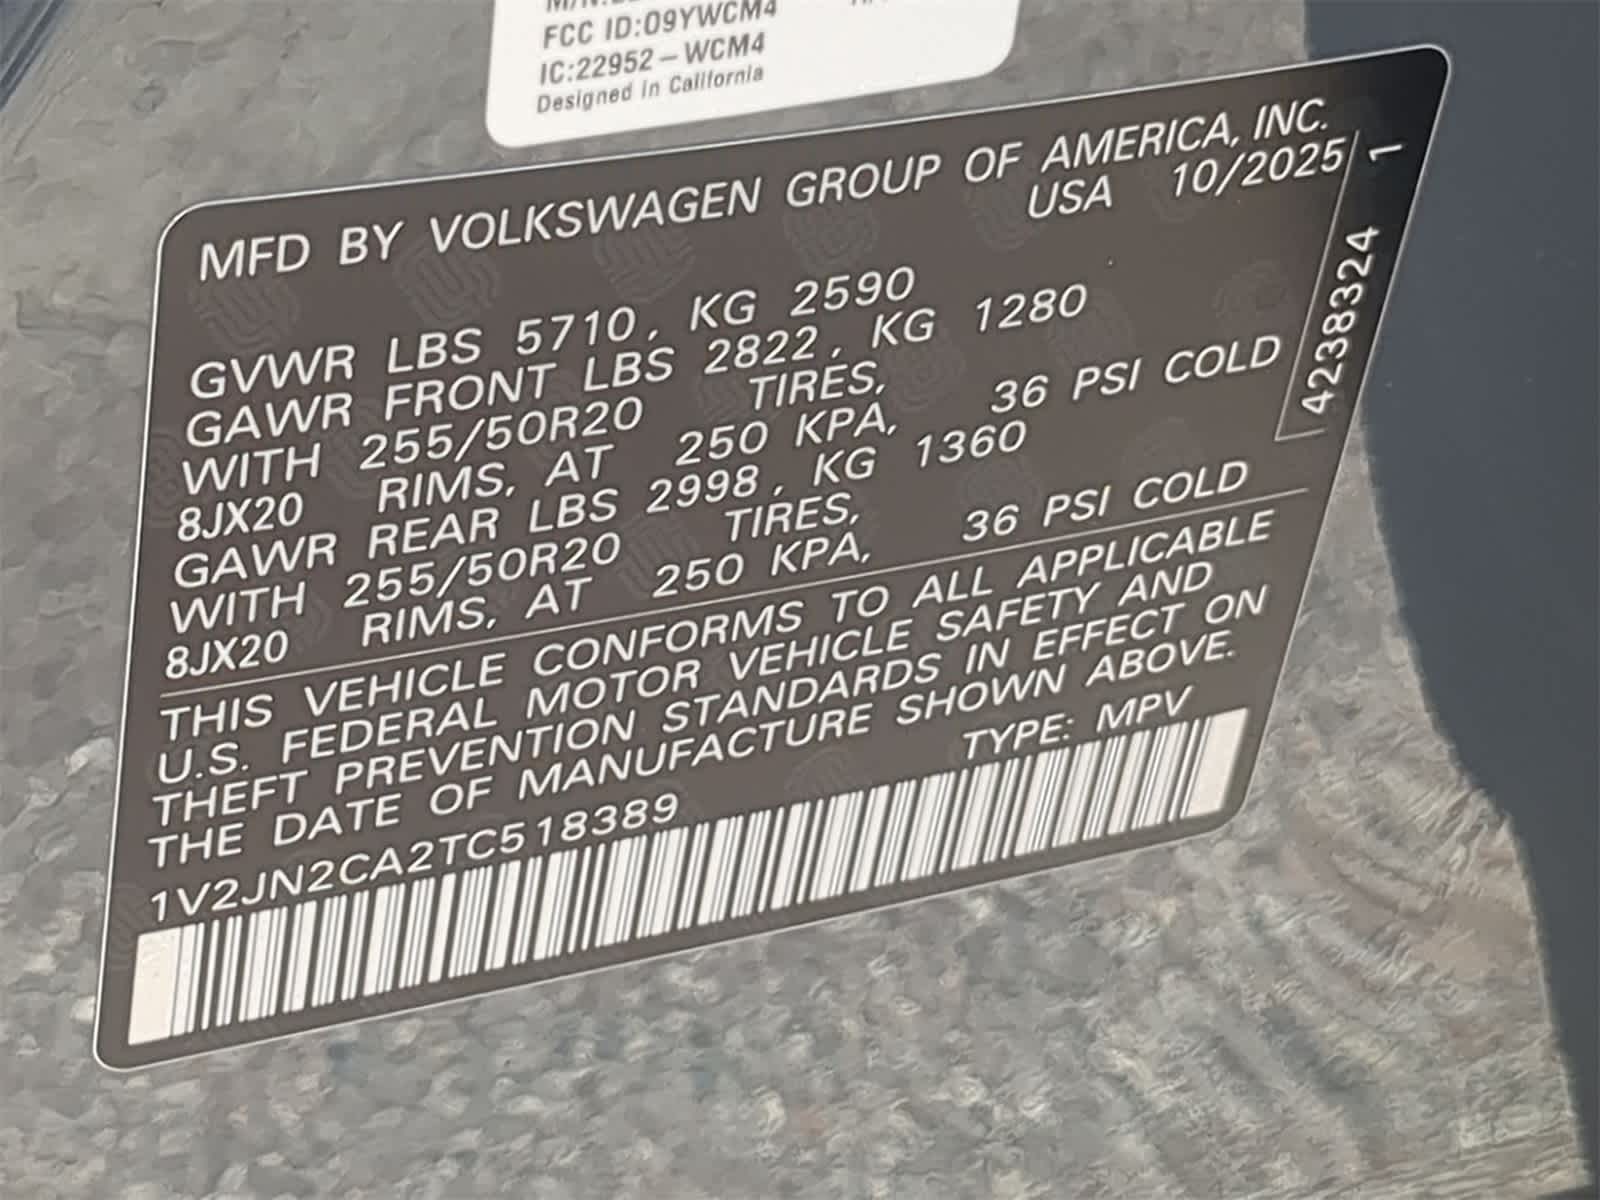 FCC ID:O9YWCM4
IC:22952-WCM4
Designed in California
MFD BY VOLKSWAGEN GROUP OF AMERICA, INC.
USA 10/2025
GVWR LBS 5710, KG 2590
GAWR FRONT LBS 2822, KG 1280
WITH 255/50R20 TIRES,
8JX20 RIMS, AT 250 KPA, 36 PSI COLD
GAWR REAR LBS 2998, KG 1360
WITH 255/50R20 TIRES,
8JX20 RIMS, AT 250 KPA, 36 PSI COLD
THIS VEHICLE CONFORMS TO ALL APPLICABLE
U.S. FEDERAL MOTOR VEHICLE SAFETY AND
THEFT PREVENTION STANDARDS IN EFFECT ON
THE DATE OF MANUFACTURE SHOWN ABOVE.
TYPE: MPV
1V2JN2CA2TC518389
4238324 1